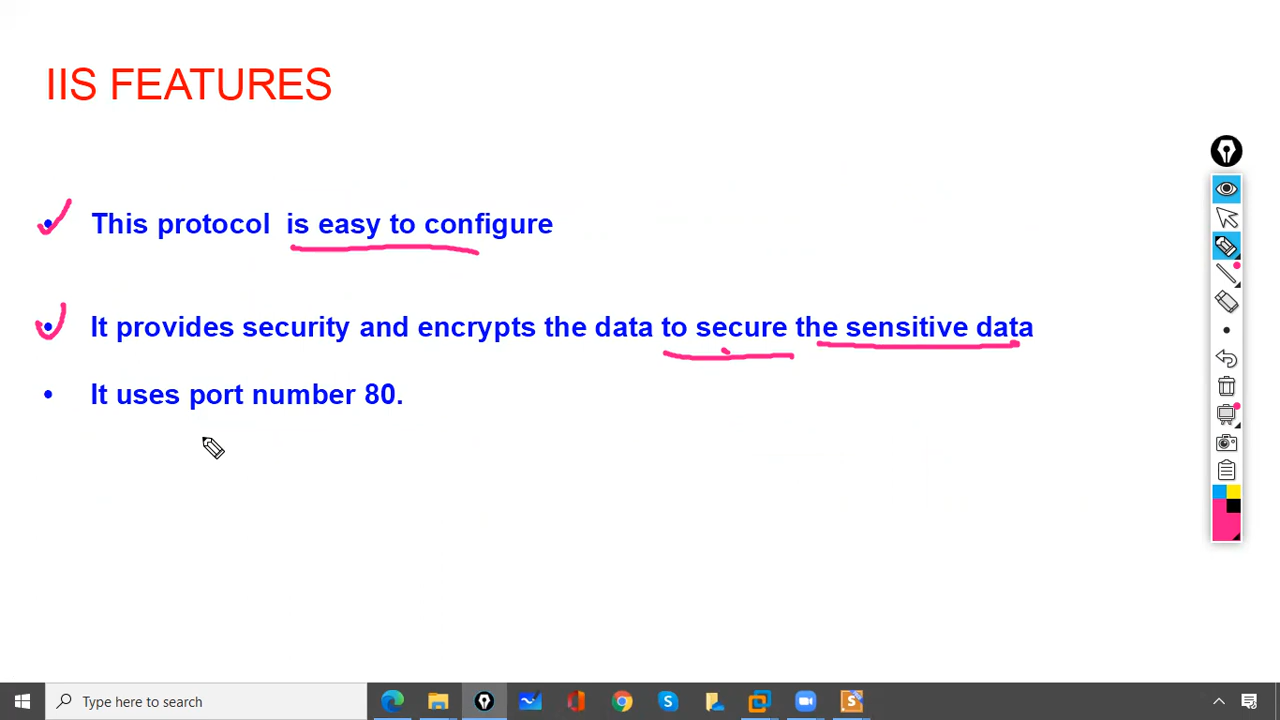 IIS FEATURES
• This protocol is easy to configure
• It provides security and encrypts the data to secure the sensitive data
• It uses port number 80.
Type here to search